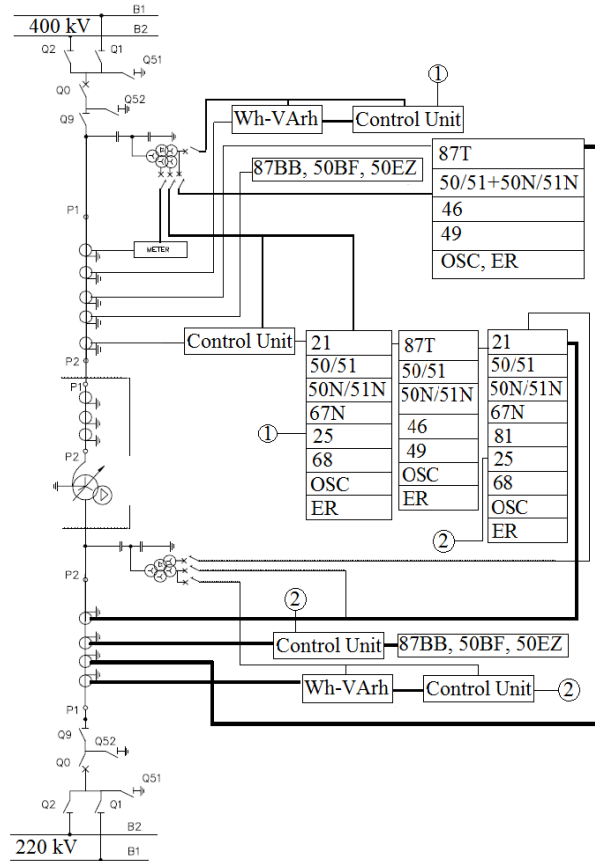 B1
400 kV
B2
Q2
Q1
Q51
Q0
Q52
Q9
1
Wh-VArh
Control Unit
87BB, 50BF, 50EZ
87T
50/51+50N/51N
46
49
OSC, ER
P1
METER
Control Unit
P2
21
50/51
50N/51N
67N
25
68
OSC
ER
87T
50/51
50N/51N
46
49
OSC
ER
21
50/51
50N/51N
67N
81
25
68
OSC
ER
1
2
P1
P2
P2
2
Control Unit
87BB, 50BF, 50EZ
Wh-VArh
Control Unit
2
P1
Q9
Q52
Q0
Q51
Q2
Q1
B2
220 kV
B1